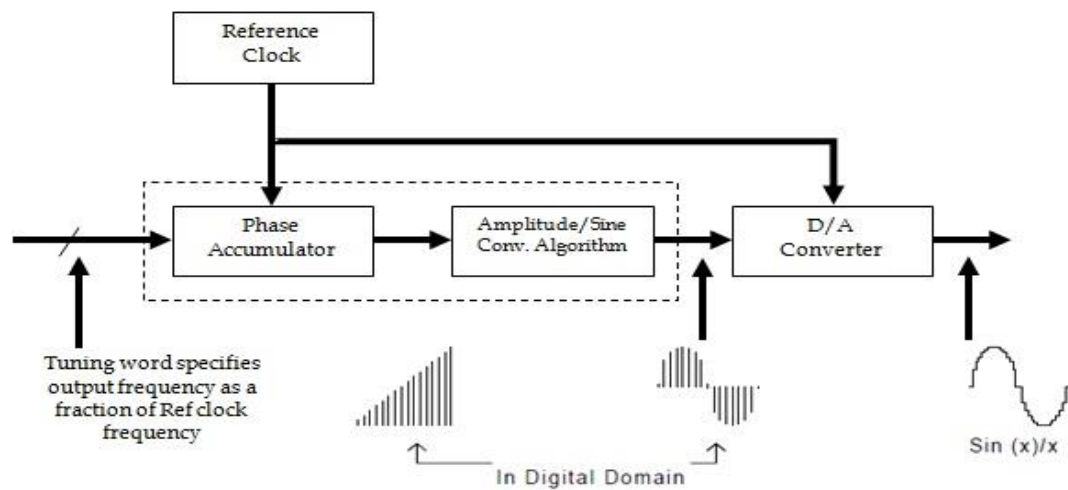 Reference
Clock
Phase
Accumulator
Amplitude/Sine
Conv. Algorithm
D/A
Converter
Tuning word specifies
output frequency as a
fraction of Ref clock
frequency
In Digital Domain
Sin (x)/x